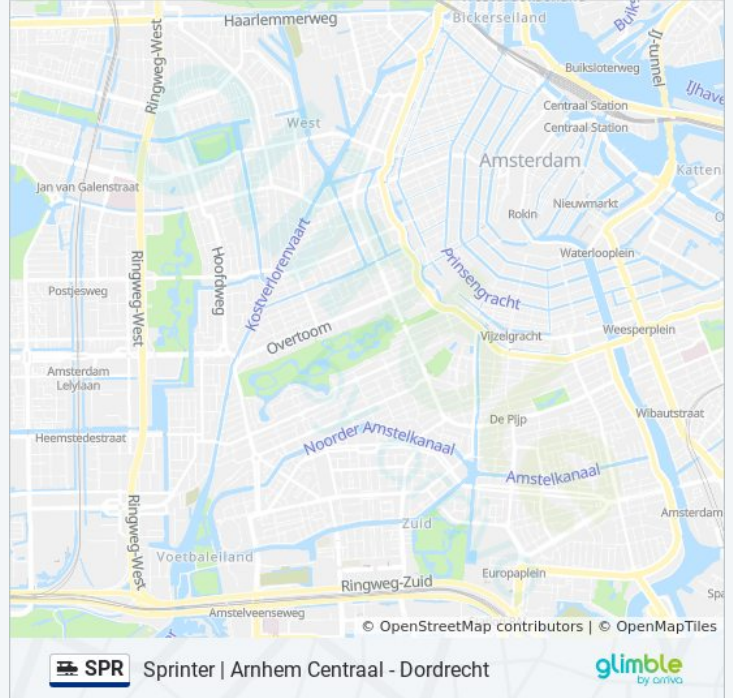 Haarlemmerweg
Bickerseiland
Ringweg-West
IJ-tunnel
Buiksloterweg
Centraal Station
West
Centraal Station
Amsterdam
Jan van Galenstraat
Nieuwmarkt
Rokin
Kostverlorenvaart
Hoofdweg
Ringweg-West
Prinsengracht
Waterlooplein
Postjesweg
Overtoom
Vijzelgracht
Weesperplein
Amsterdam
Lelylaan
De Pijp
Wibautstraat
Heemstedestraat
Noorder Amstelkanaal
Amstelkanaal
Ringweg-West
Zuid
Amsterdam
Voetbaleiland
Europaplein
Ringweg-Zuid
Amstelveenseweg
© OpenStreetMap contributors | © OpenMapTiles
SPR Sprinter | Arnhem Centraal - Dordrecht
glimble
by arriva